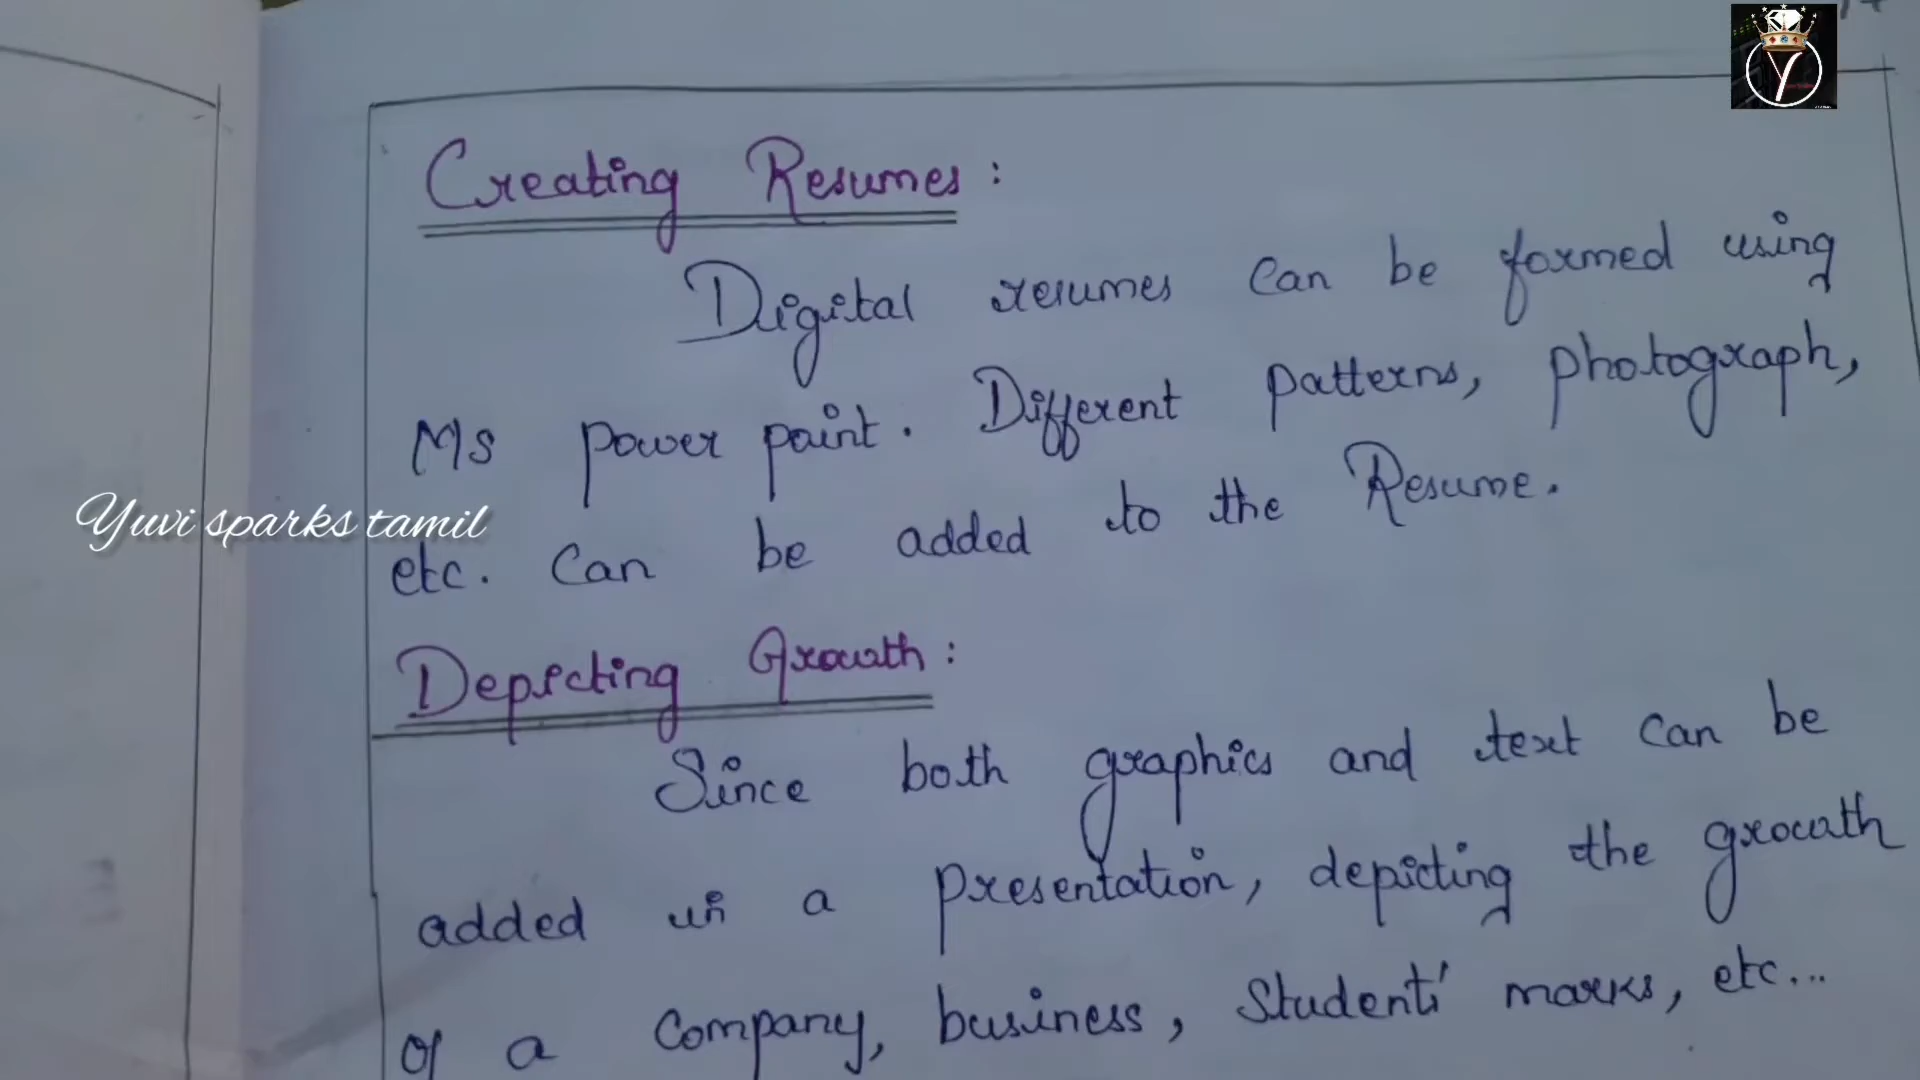 Creating Resumes:
Digital resumes can be formed using
Ms power paint. Different patterns, photograph,
etc. can be added to the Resume.
Depicting Growth:
Since both graphics and text can be
added in a presentation, depicting the growth
of a company, business, students' marks, etc...
Yuvi sparks tamil
Y